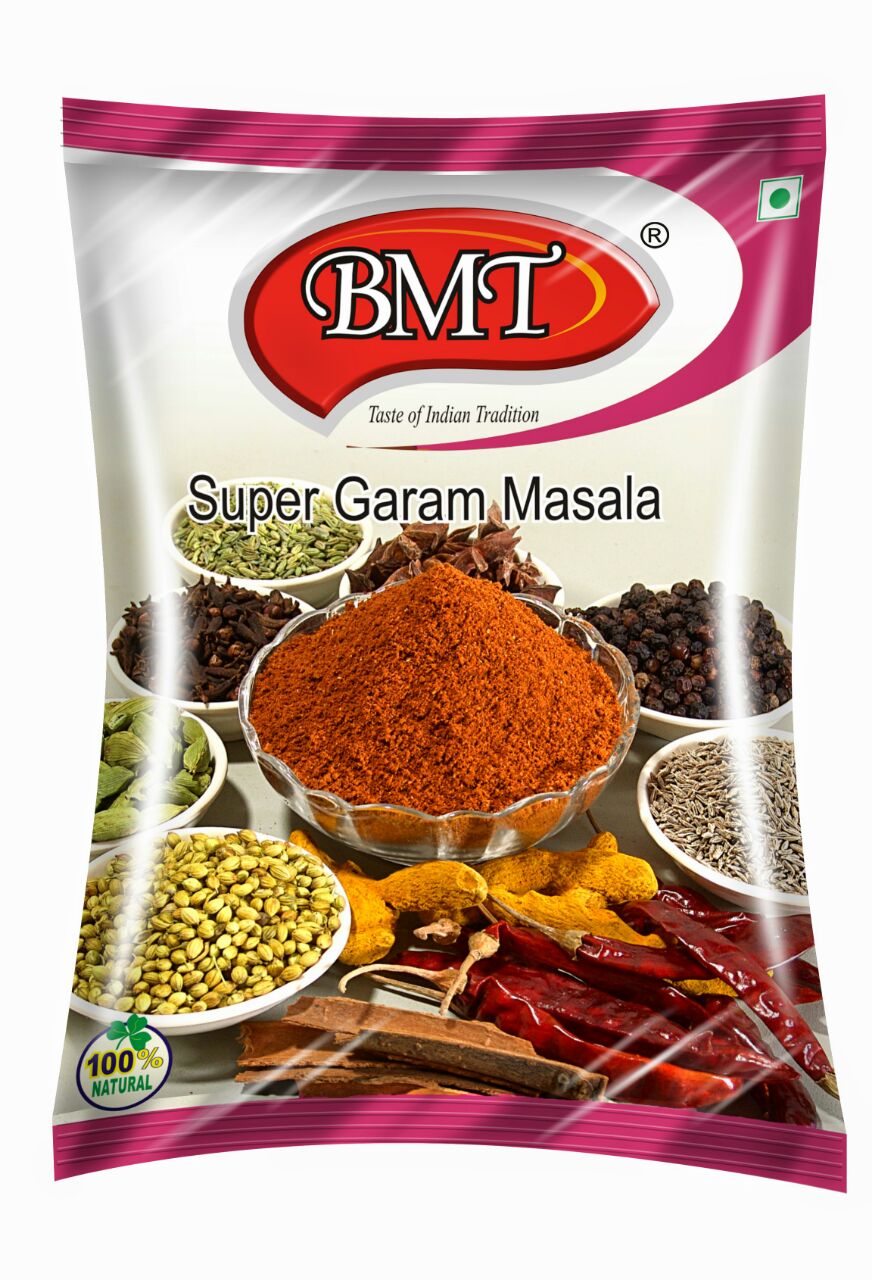 BMT
®
Taste of Indian Tradition
Super Garam Masala
100%
NATURAL